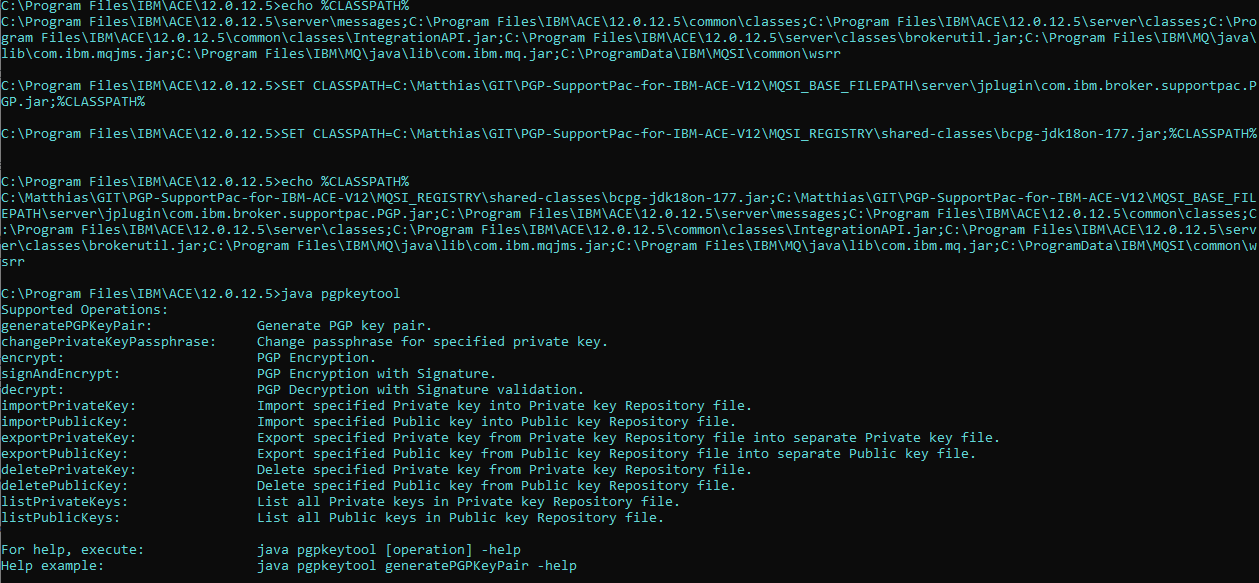 C:\Program Files\IBM\ACE\12.0.12.5>echo %CLASSPATH%
C:\Program Files\IBM\ACE\12.0.12.5\server\messages;C:\Program Files\IBM\ACE\12.0.12.5\common\classes;C:\Program Files\IBM\ACE\12.0.12.5\server\classes;C:\Pro
gram Files\IBM\ACE\12.0.12.5\common\classes\IntegrationAPI.jar;C:\Program Files\IBM\ACE\12.0.12.5\server\classes\brokerutil.jar;C:\Program Files\IBM\MQ\java\
lib\com.ibm.mqjms.jar;C:\Program Files\IBM\MQ\java\lib\com.ibm.mq.jar;C:\ProgramData\IBM\MQSI\common\wsrr
C:\Program Files\IBM\ACE\12.0.12.5>SET CLASSPATH=C:\Matthias\GIT\PGP-SupportPac-for-IBM-ACE-V12\MQSI_BASE_FILEPATH\server\jplugin\com.ibm.broker.supportpac.P
GP.jar;%CLASSPATH%
C:\Program Files\IBM\ACE\12.0.12.5>SET CLASSPATH=C:\Matthias\GIT\PGP-SupportPac-for-IBM-ACE-V12\MQSI_REGISTRY\shared-classes\bcpg-jdk18on-177.jar;%CLASSPATH%
C:\Program Files\IBM\ACE\12.0.12.5>echo %CLASSPATH%
C:\Matthias\GIT\PGP-SupportPac-for-IBM-ACE-V12\MQSI_REGISTRY\shared-classes\bcpg-jdk18on-177.jar;C:\Matthias\GIT\PGP-SupportPac-for-IBM-ACE-V12\MQSI_BASE_FIL
EPATH\server\jplugin\com.ibm.broker.supportpac.PGP.jar;C:\Program Files\IBM\ACE\12.0.12.5\server\messages;C:\Program Files\IBM\ACE\12.0.12.5\common\classes;C
:\Program Files\IBM\ACE\12.0.12.5\server\classes;C:\Program Files\IBM\ACE\12.0.12.5\common\classes\IntegrationAPI.jar;C:\Program Files\IBM\ACE\12.0.12.5\serv
er\classes\brokerutil.jar;C:\Program Files\IBM\MQ\java\lib\com.ibm.mqjms.jar;C:\Program Files\IBM\MQ\java\lib\com.ibm.mq.jar;C:\ProgramData\IBM\MQSI\common\w
srr
C:\Program Files\IBM\ACE\12.0.12.5>java pgpkeytool
Supported Operations:
generatePGPKeyPair: Generate PGP key pair.
changePrivateKeyPassphrase: Change passphrase for specified private key.
encrypt: PGP Encryption.
signAndEncrypt: PGP Encryption with Signature.
decrypt: PGP Decryption with Signature validation.
importPrivateKey: Import specified Private key into Private key Repository file.
importPublicKey: Import specified Public key into Public key Repository file.
exportPrivateKey: Export specified Private key from Private key Repository file into separate Private key file.
exportPublicKey: Export specified Public key from Public key Repository file into separate Public key file.
deletePrivateKey: Delete specified Private key from Private key Repository file.
deletePublicKey: Delete specified Public key from Public key Repository file.
listPrivateKeys: List all Private keys in Private key Repository file.
listPublicKeys: List all Public keys in Public key Repository file.
For help, execute: java pgpkeytool [operation] -help
Help example: java pgpkeytool generatePGPKeyPair -help